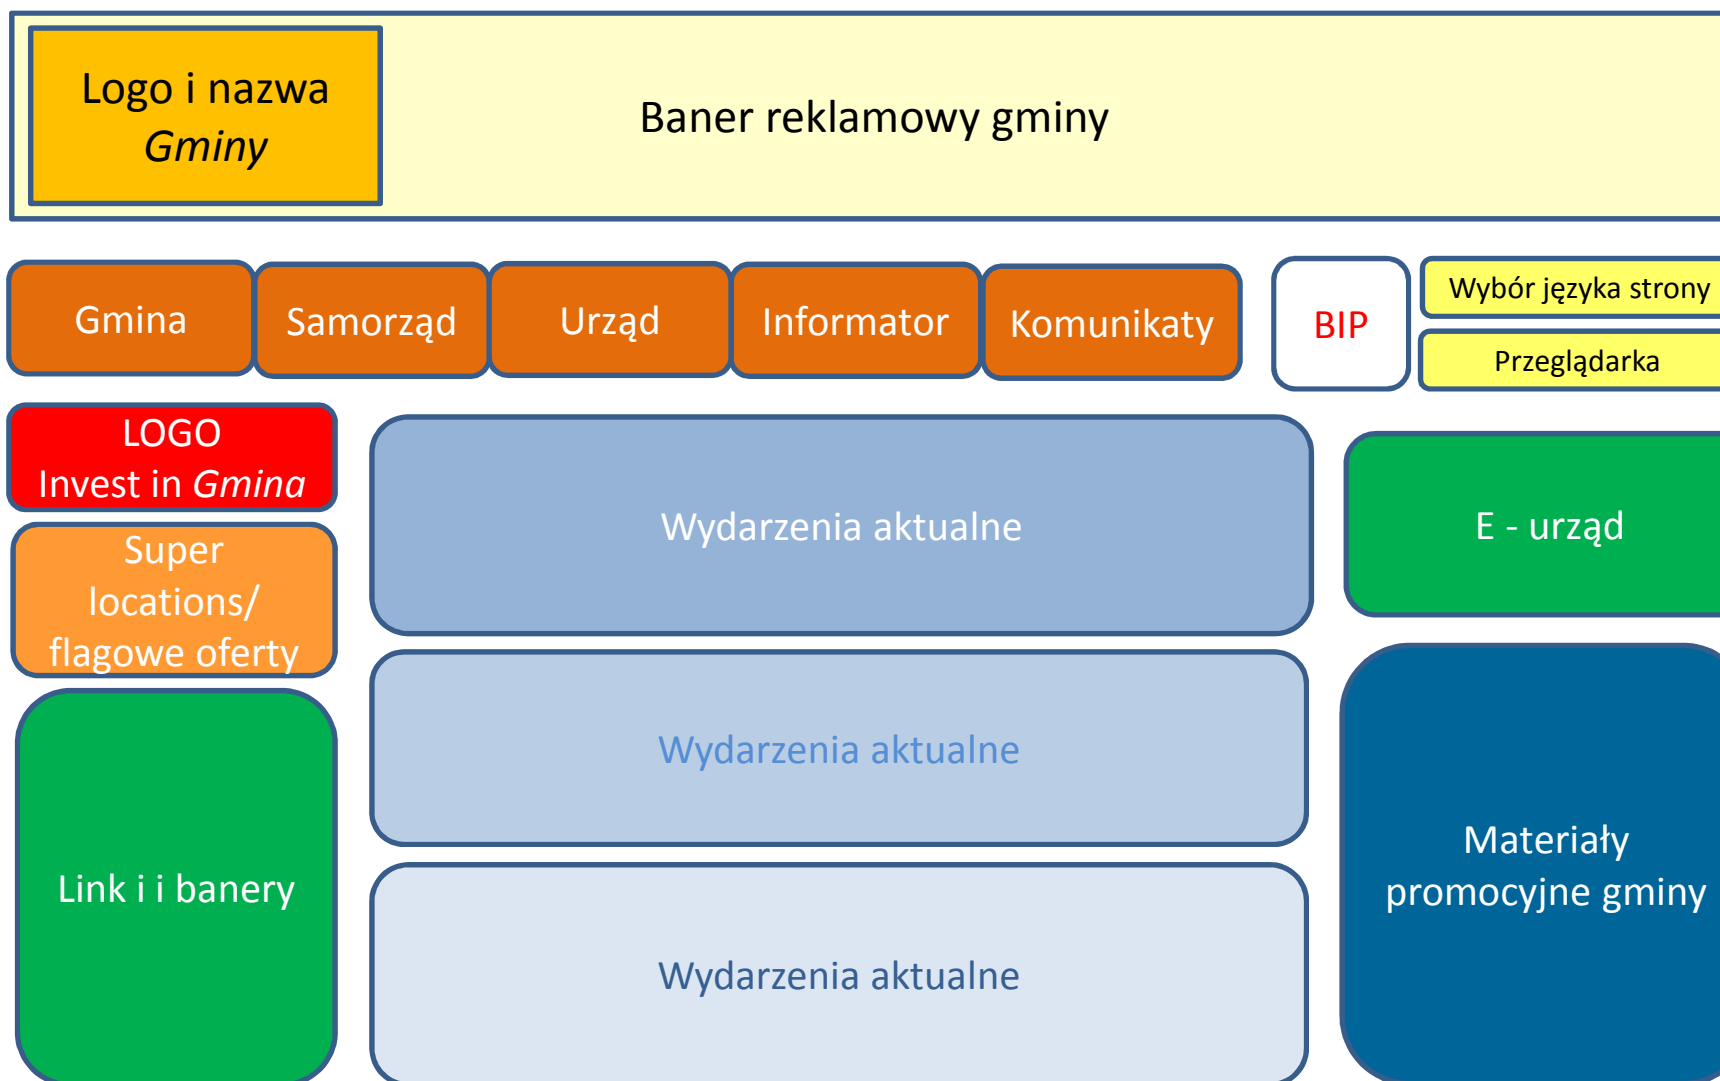 Logo i nazwa
Gminy
Baner reklamowy gminy
Gmina
Samorząd
Urząd
Informator
Komunikaty
BIP
Wybór języka strony
Przeglądarka
LOGO
Invest in Gmina
Super
locations/
flagowe oferty
Link i i banery
Wydarzenia aktualne
Wydarzenia aktualne
Wydarzenia aktualne
E - urząd
Materiały
promocyjne gminy